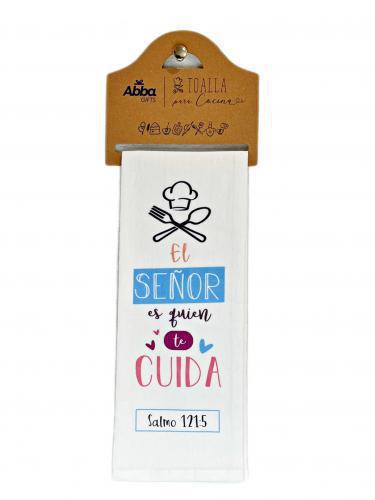 Abba
GIFTS
TOALLA
para Cocina
El
SEÑOR
es quien
te
CUIDA
Salmo 121:5